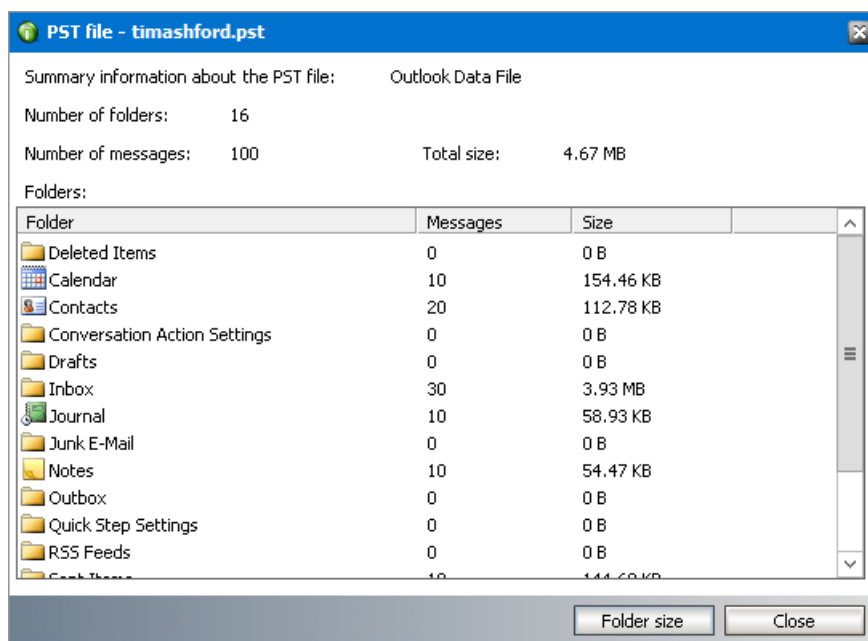 PST file - timashford.pst
Summary information about the PST file: Outlook Data File
Number of folders: 16
Number of messages: 100 Total size: 4.67 MB
Folders:
Folder Messages Size
Deleted Items 0 0 B
Calendar 10 154.46 KB
Contacts 20 112.78 KB
Conversation Action Settings 0 0 B
Drafts 0 0 B
Inbox 30 3.93 MB
Journal 10 58.93 KB
Junk E-Mail 0 0 B
Notes 10 54.47 KB
Outbox 0 0 B
Quick Step Settings 0 0 B
RSS Feeds 0 0 B
Sent Items 10
Folder size Close